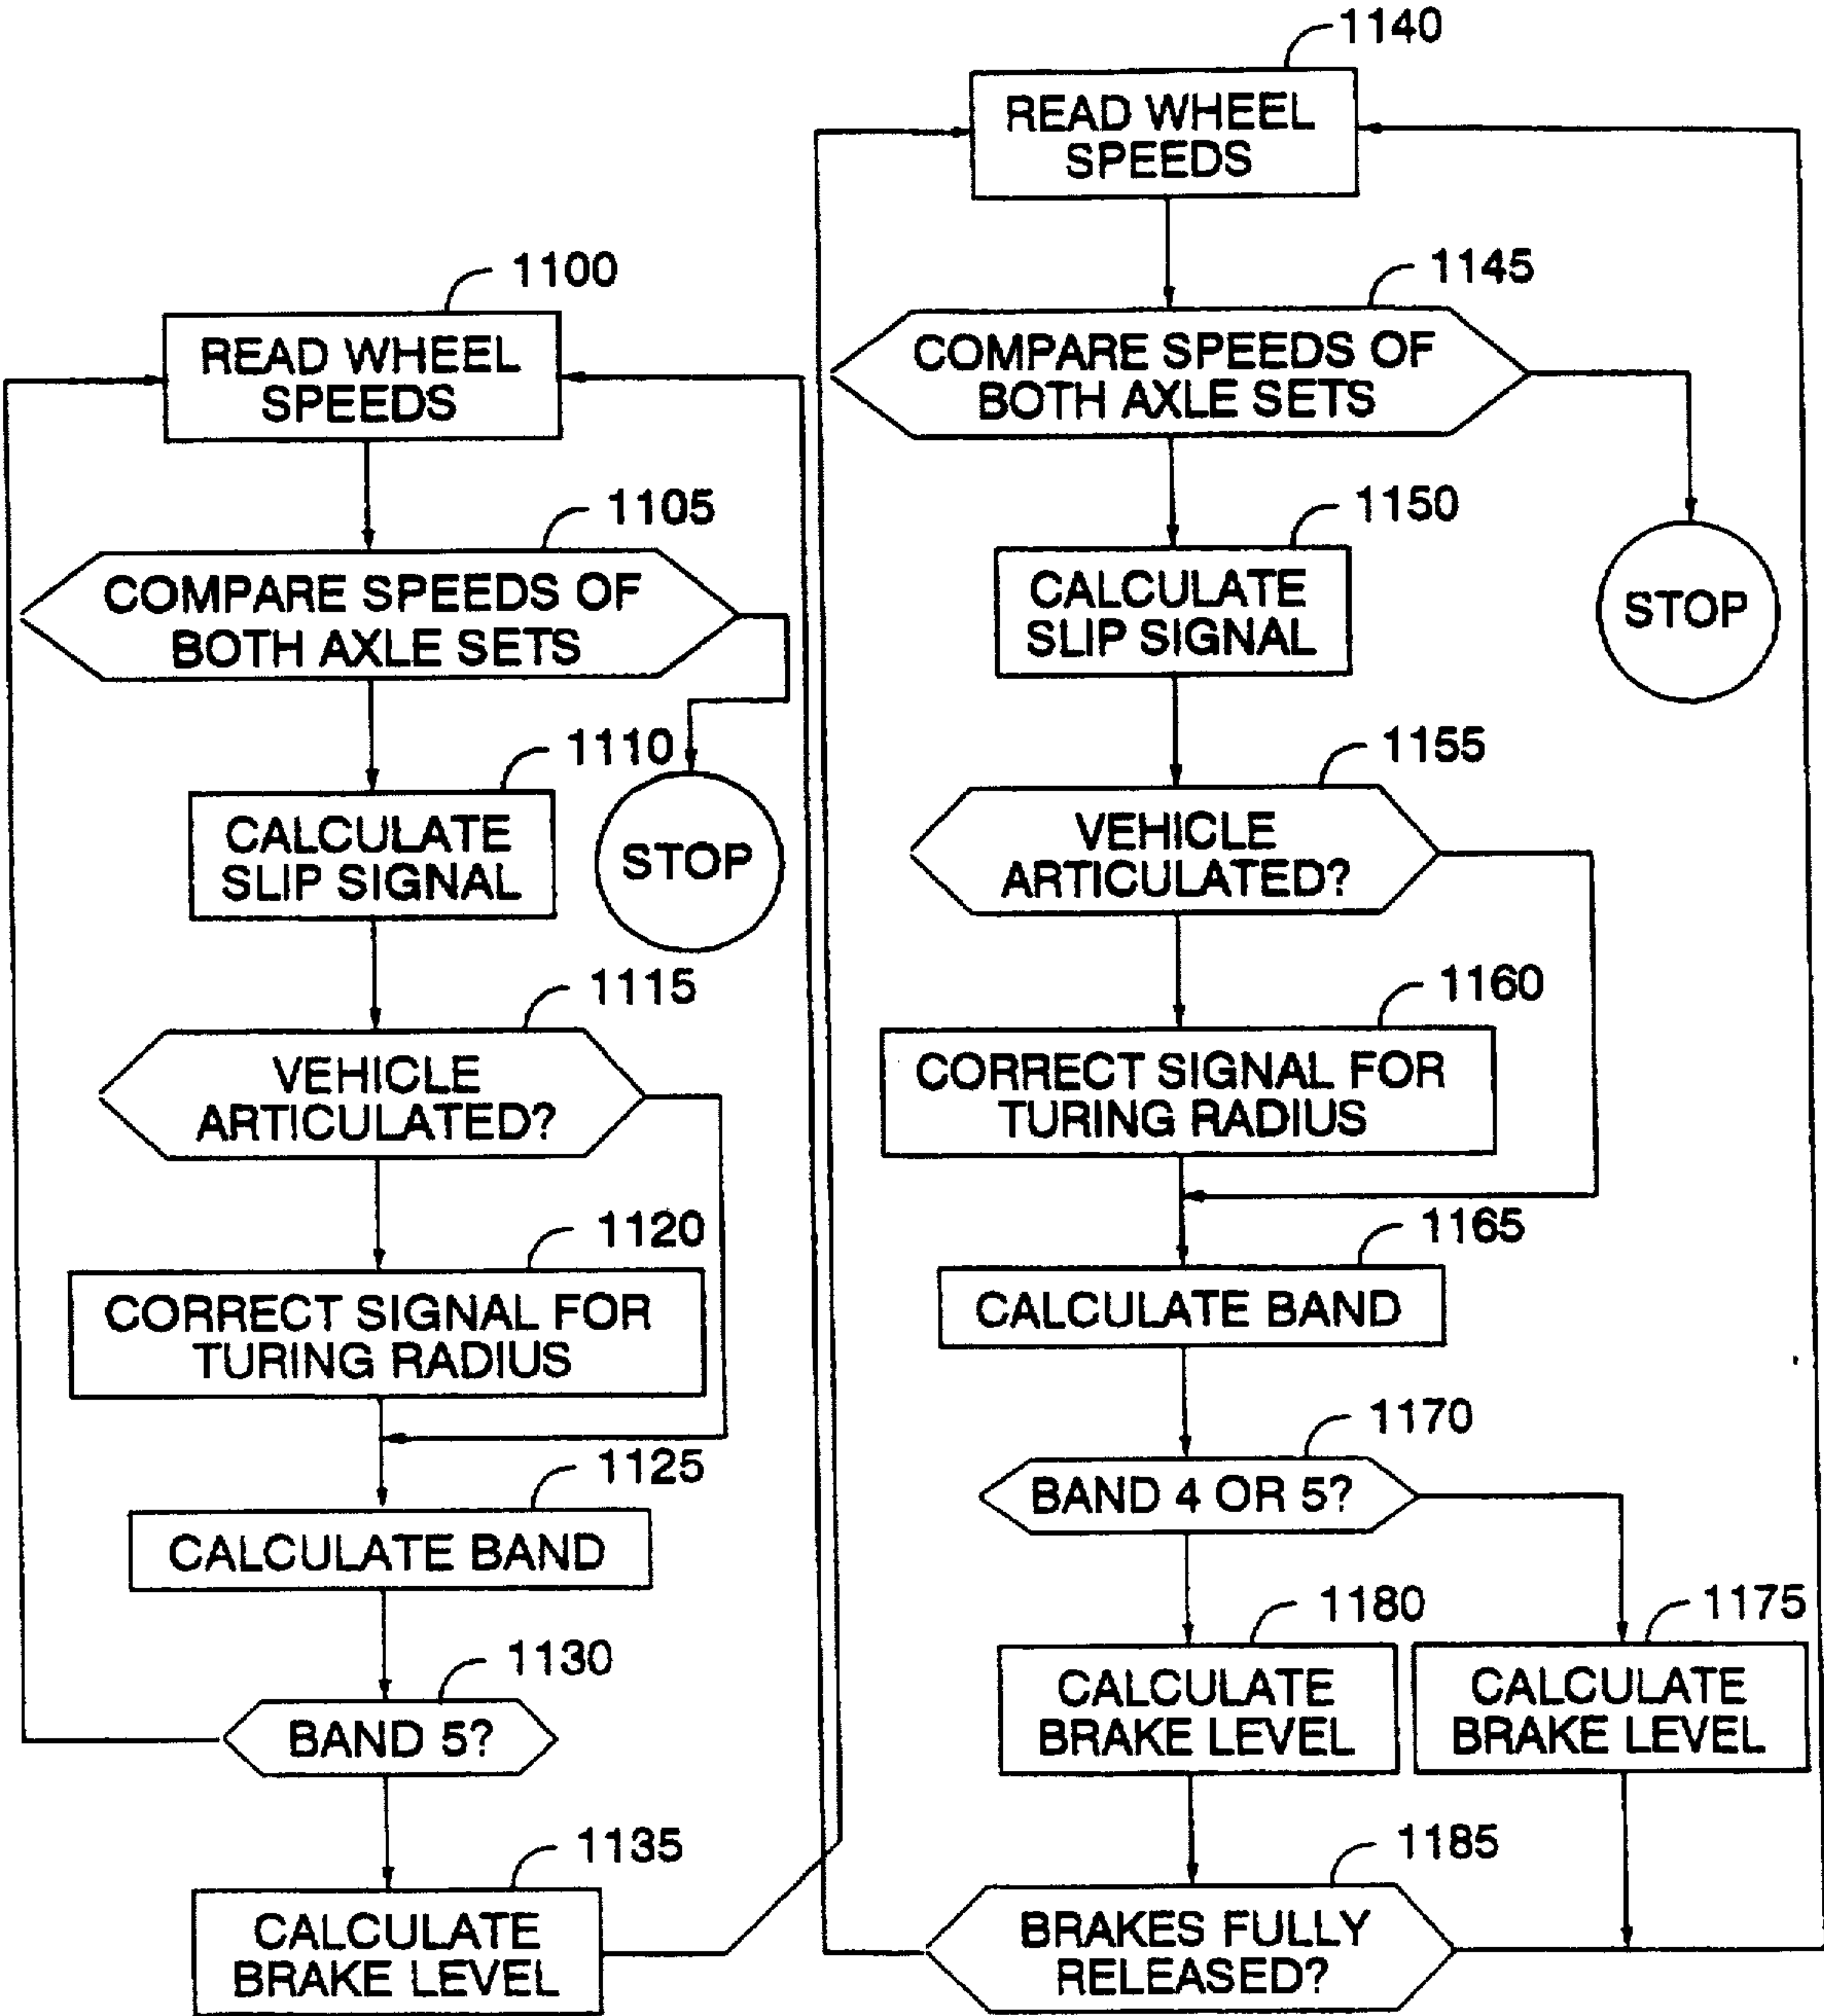 1100
READ WHEEL
SPEEDS
1105
COMPARE SPEEDS OF
BOTH AXLE SETS
1110
CALCULATE
SLIP SIGNAL
STOP
1115
VEHICLE
ARTICULATED?
1120
CORRECT SIGNAL FOR
TURING RADIUS
1125
CALCULATE BAND
1130
BAND 5?
1135
CALCULATE
BRAKE LEVEL
1140
READ WHEEL
SPEEDS
1145
COMPARE SPEEDS OF
BOTH AXLE SETS
1150
CALCULATE
SLIP SIGNAL
STOP
1155
VEHICLE
ARTICULATED?
1160
CORRECT SIGNAL FOR
TURING RADIUS
1165
CALCULATE BAND
1170
BAND 4 OR 5?
1180
CALCULATE
BRAKE LEVEL
1175
CALCULATE
BRAKE LEVEL
1185
BRAKES FULLY
RELEASED?